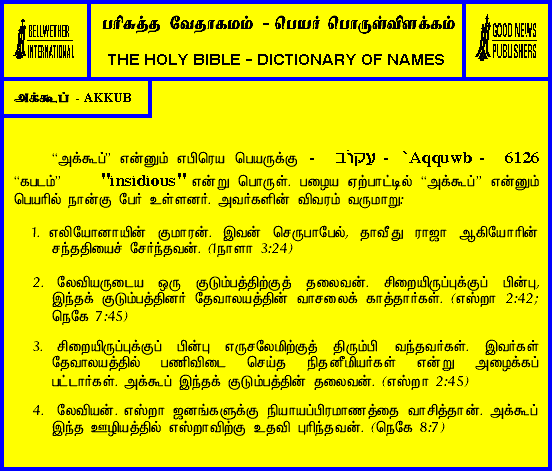 BELLWETHER
INTERNATIONAL
பரிசுத்த வேதாகமம் - பெயர் பொருள்விளக்கம்
THE HOLY BIBLE - DICTIONARY OF NAMES
GOOD NEWS
PUBLISHERS
அக்கூப் - AKKUB
“அக்கூப்” என்னும் எபிரெய பெயருக்கு - עקוב - `Aqquwb - 6126
“கபடம்” "insidious" என்று பொருள். பழைய ஏற்பாட்டில் “அக்கூப்” என்னும்
பெயரில் நான்கு பேர் உள்ளனர். அவர்களின் விவரம் வருமாறு:
1. எலியோனாயின் குமாரன். இவன் செருபாபேல், தாவீது ராஜா ஆகியோரின்
சந்ததியைச் சேர்ந்தவன். (1நாளா 3:24)
2. லேவியருடைய ஒரு குடும்பத்திற்குத் தலைவன். சிறையிருப்புக்குப் பின்பு,
இந்தக் குடும்பத்தினர் தேவாலயத்தின் வாசலைக் காத்தார்கள். (எஸ்றா 2:42;
நெகே 7:45)
3. சிறையிருப்புக்குப் பின்பு எருசலேமிற்குத் திரும்பி வந்தவர்கள். இவர்கள்
தேவாலயத்தில் பணிவிடை செய்த நிதனீமியர்கள் என்று அழைக்கப்
பட்டார்கள். அக்கூப் இந்தக் குடும்பத்தின் தலைவன். (எஸ்றா 2:45)
4. லேவியன். எஸ்றா ஜனங்களுக்கு நியாயப்பிரமாணத்தை வாசித்தான். அக்கூப்
இந்த ஊழியத்தில் எஸ்றாவிற்கு உதவி புரிந்தவன். (நெகே 8:7)